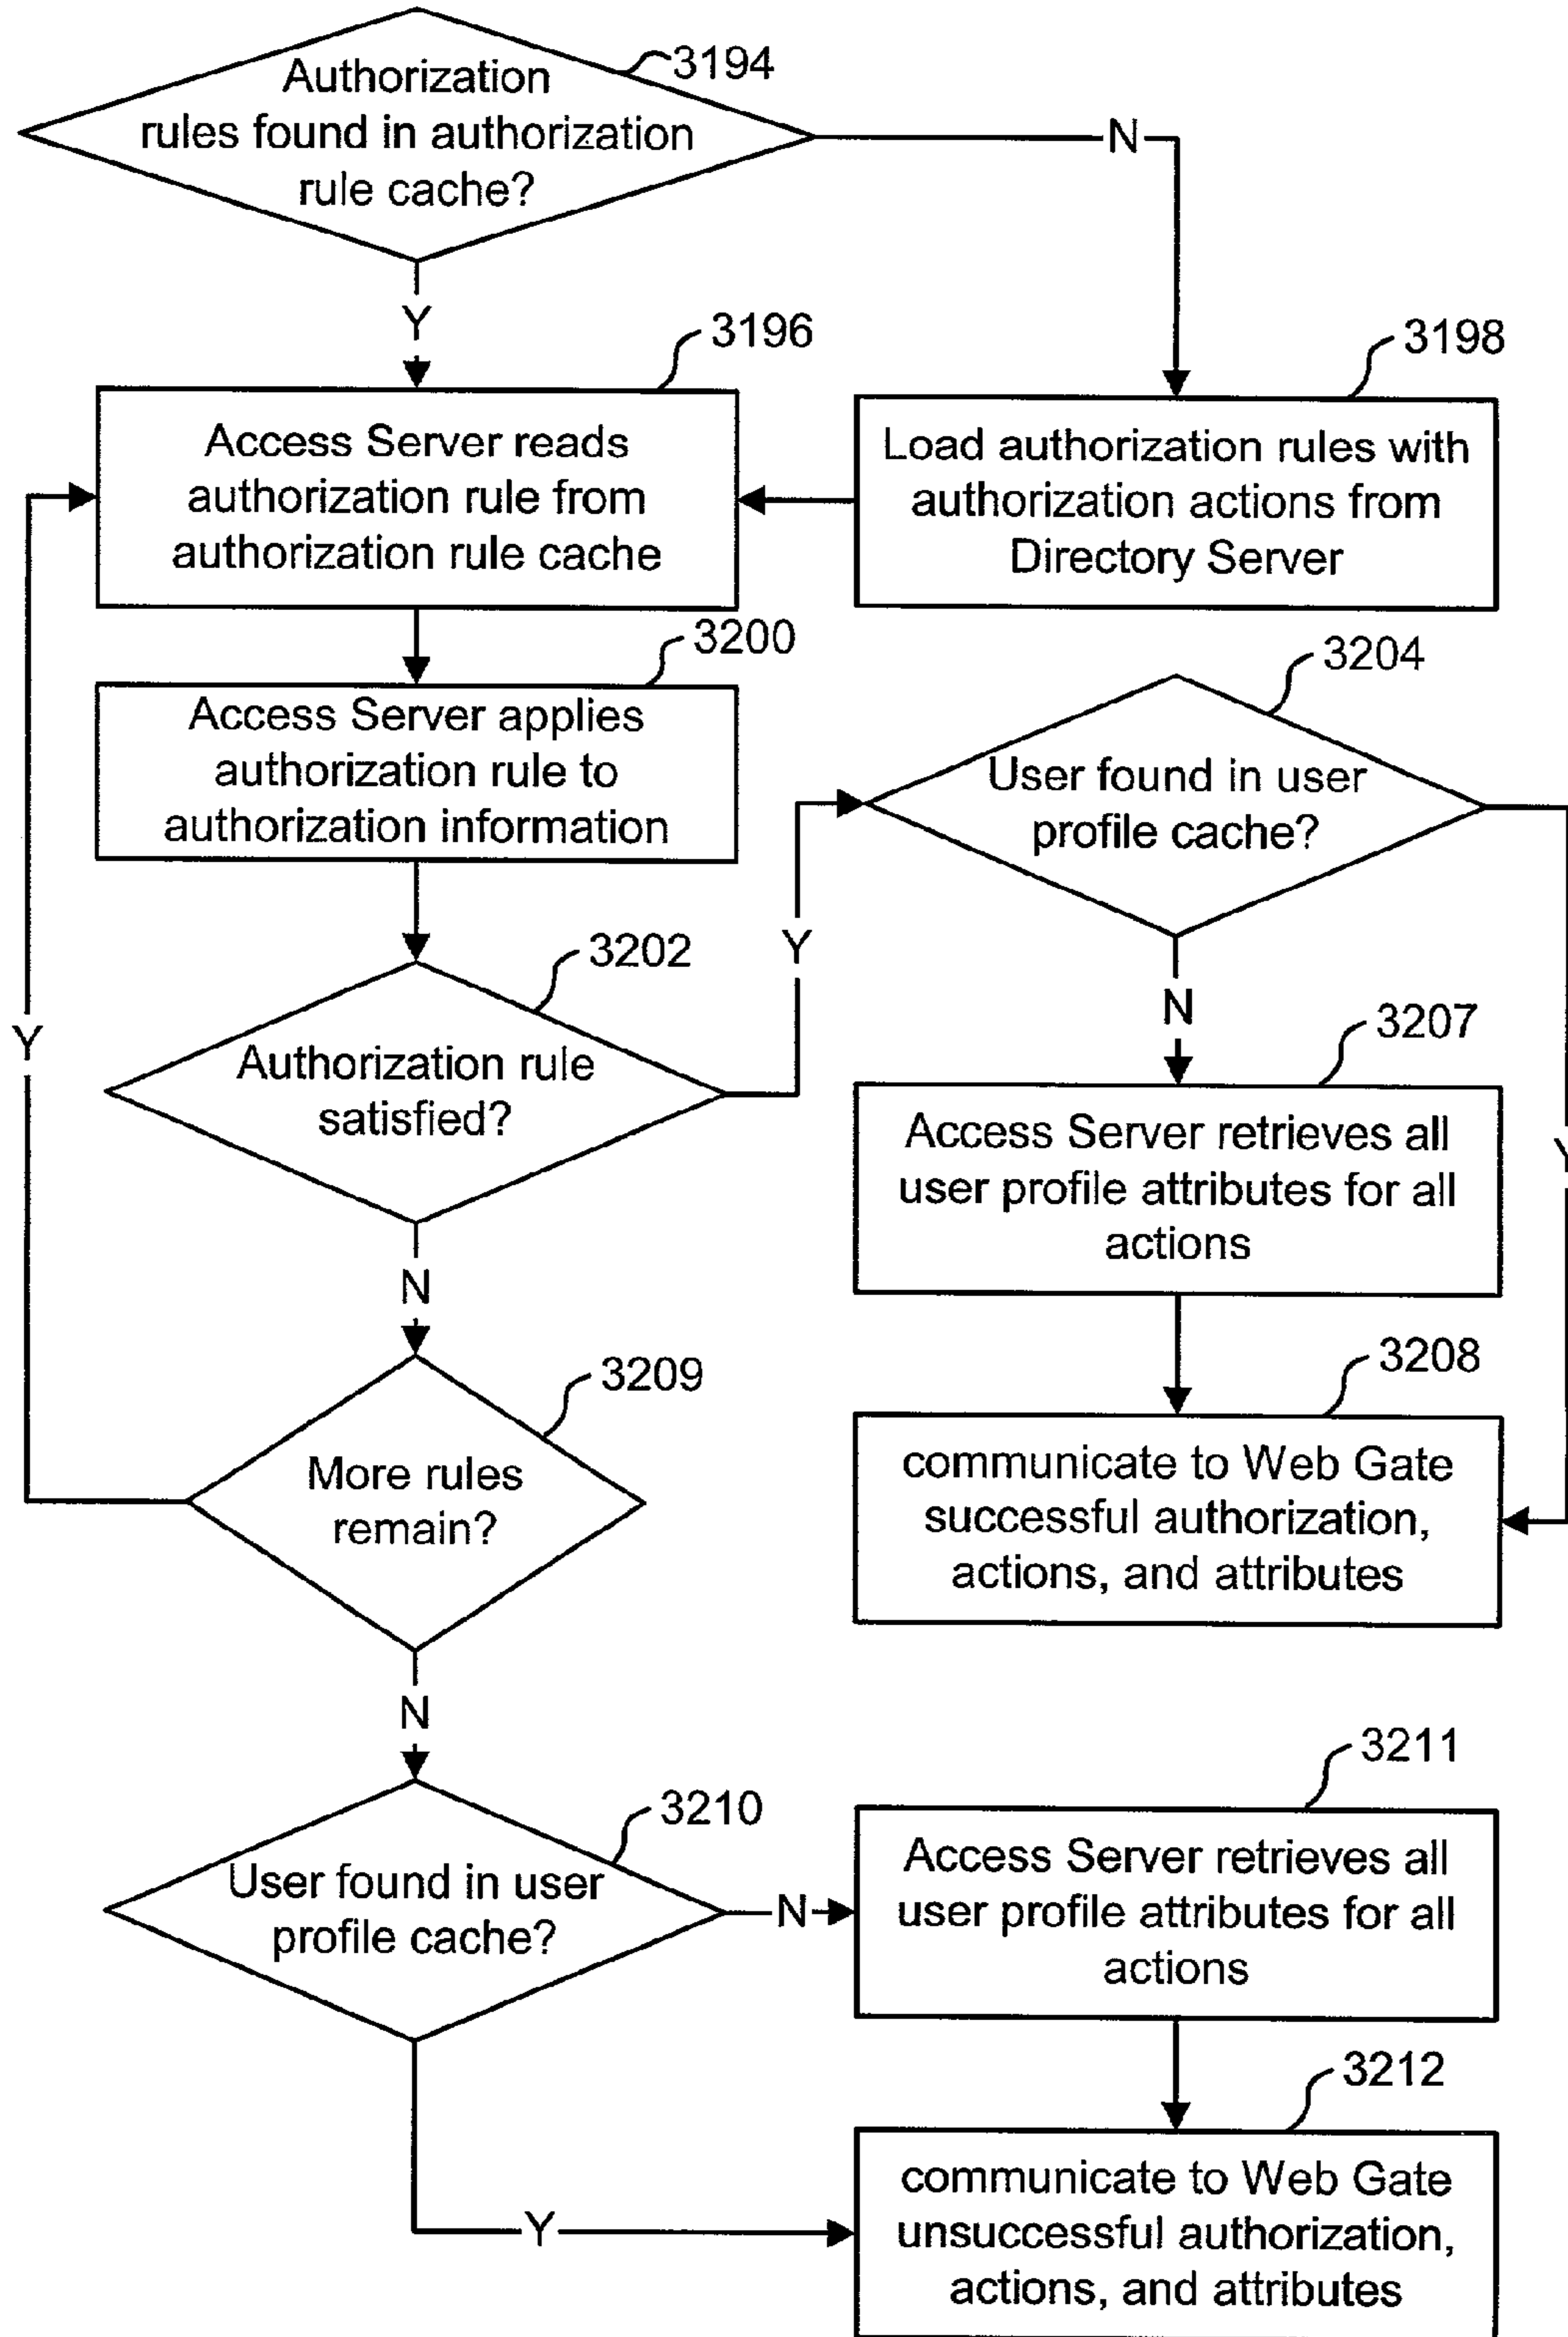 Authorization
rules found in authorization
rule cache?
3194
N
Y
3196
Access Server reads
authorization rule from
authorization rule cache
3198
Load authorization rules with
authorization actions from
Directory Server
3200
Access Server applies
authorization rule to
authorization information
3204
User found in user
profile cache?
Y
3202
Authorization rule
satisfied?
Y
N
3207
Access Server retrieves all
user profile attributes for all
actions
Y
N
3208
communicate to Web Gate
successful authorization,
actions, and attributes
3209
More rules
remain?
N
3210
User found in user
profile cache?
N
3211
Access Server retrieves all
user profile attributes for all
actions
Y
3212
communicate to Web Gate
unsuccessful authorization,
actions, and attributes